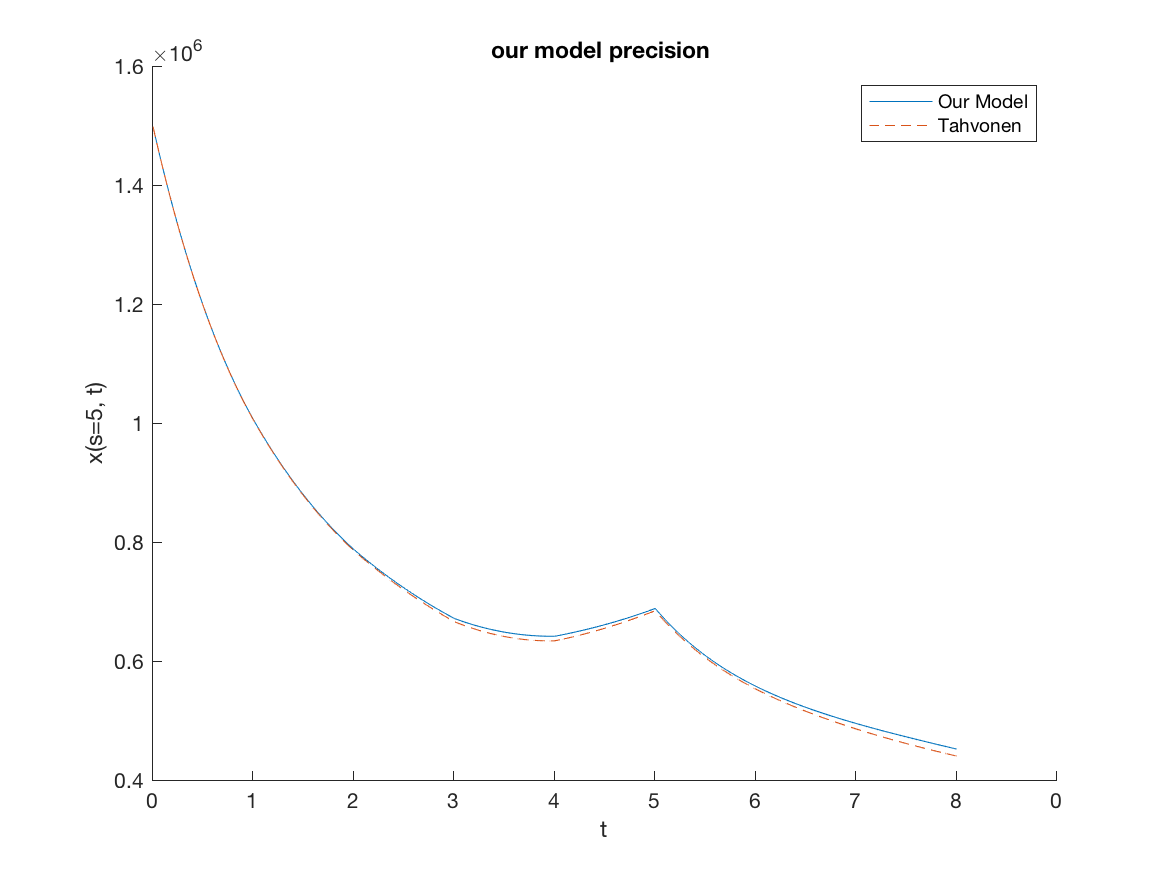 our model precision
×10^6
1.6
1.4
1.2
1
0.8
0.6
0.4
x(s=5, t)
Our Model
Tahvonen
0 1 2 3 4 5 6 7 8 0
t